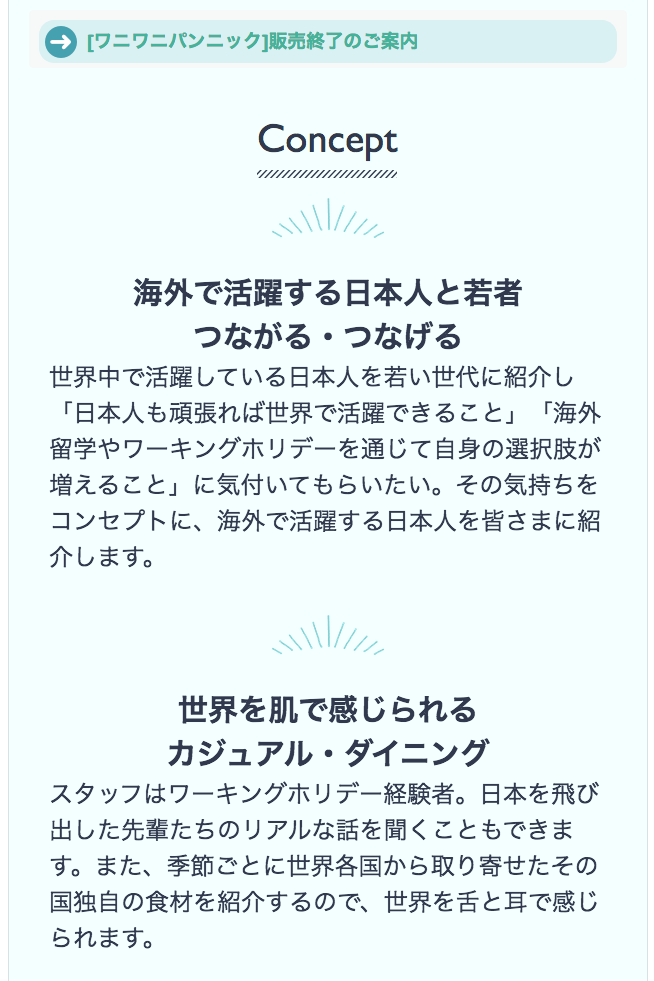 [ワニワニパンニック]販売終了のご案内
Concept
海外で活躍する日本人と若者
つながる・つなげる
世界中で活躍している日本人を若い世代に紹介し
「日本人も頑張れば世界で活躍できること」「海外
留学やワーキングホリデーを通じて自身の選択肢が
増えること」に気付いてもらいたい。その気持ちを
コンセプトに、海外で活躍する日本人を皆さまに紹
介します。
世界を肌で感じられる
カジュアル・ダイニング
スタッフはワーキングホリデー経験者。日本を飛び
出した先輩たちのリアルな話を聞くこともできま
す。また、季節ごとに世界各国から取り寄せたその
国独自の食材を紹介するので、世界を舌と耳で感じ
られます。